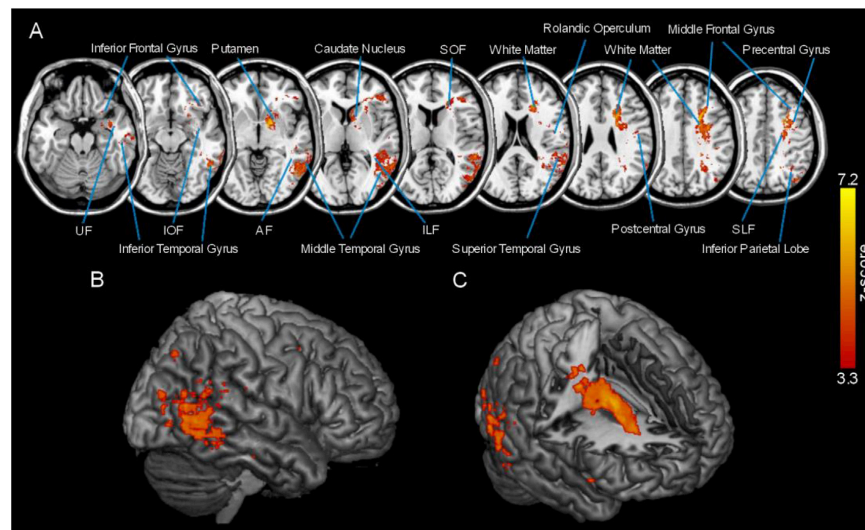 A
Inferior Frontal Gyrus
Putamen
Caudate Nucleus
SOF
White Matter
Rolandic Operculum
White Matter
Middle Frontal Gyrus
Precentral Gyrus
UF
Inferior Temporal Gyrus
IOF
AF
Middle Temporal Gyrus
ILF
Superior Temporal Gyrus
Postcentral Gyrus
SLF
Inferior Parietal Lobe
7.2
z-score
3.3
B
C